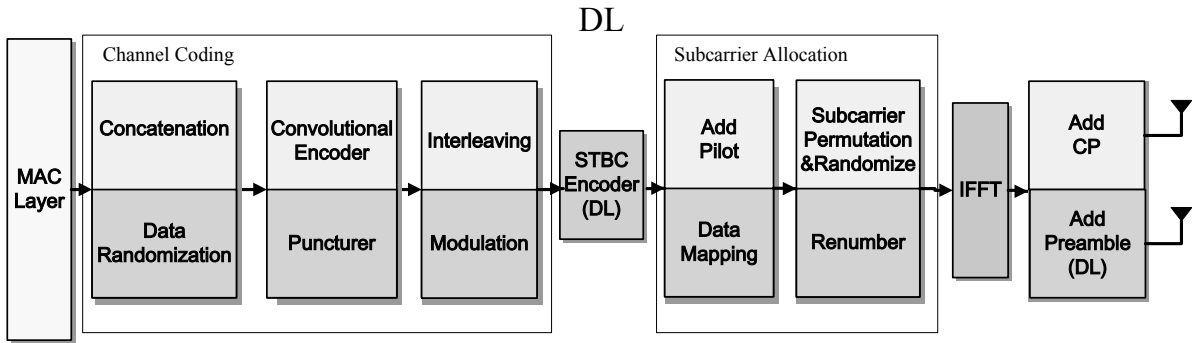 DL
Channel Coding
Subcarrier Allocation
MAC
Layer
Concatenation
Data
Randomization
Convolutional
Encoder
Puncturer
Interleaving
Modulation
STBC
Encoder
(DL)
Add
Pilot
Data
Mapping
Subcarrier
Permutation
&Randomize
Renumber
IFFT
Add
CP
Add
Preamble
(DL)